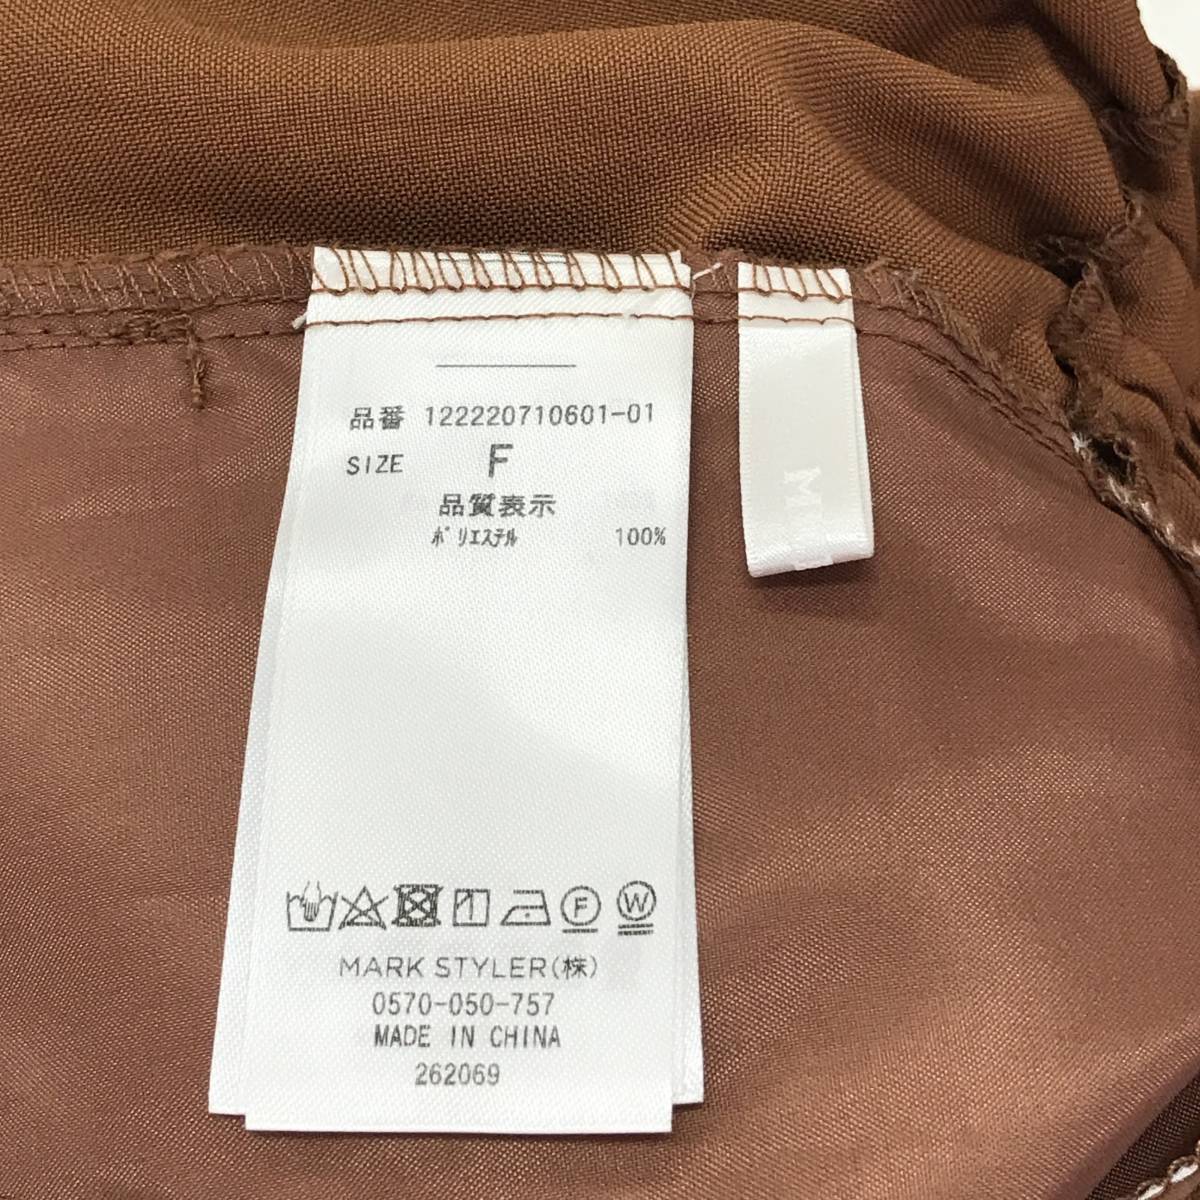 品番 122220710601-01
SIZE F
品質表示
ポリエステル 100%
F
W
MARK STYLER(株)
0570-050-757
MADE IN CHINA
262069
M